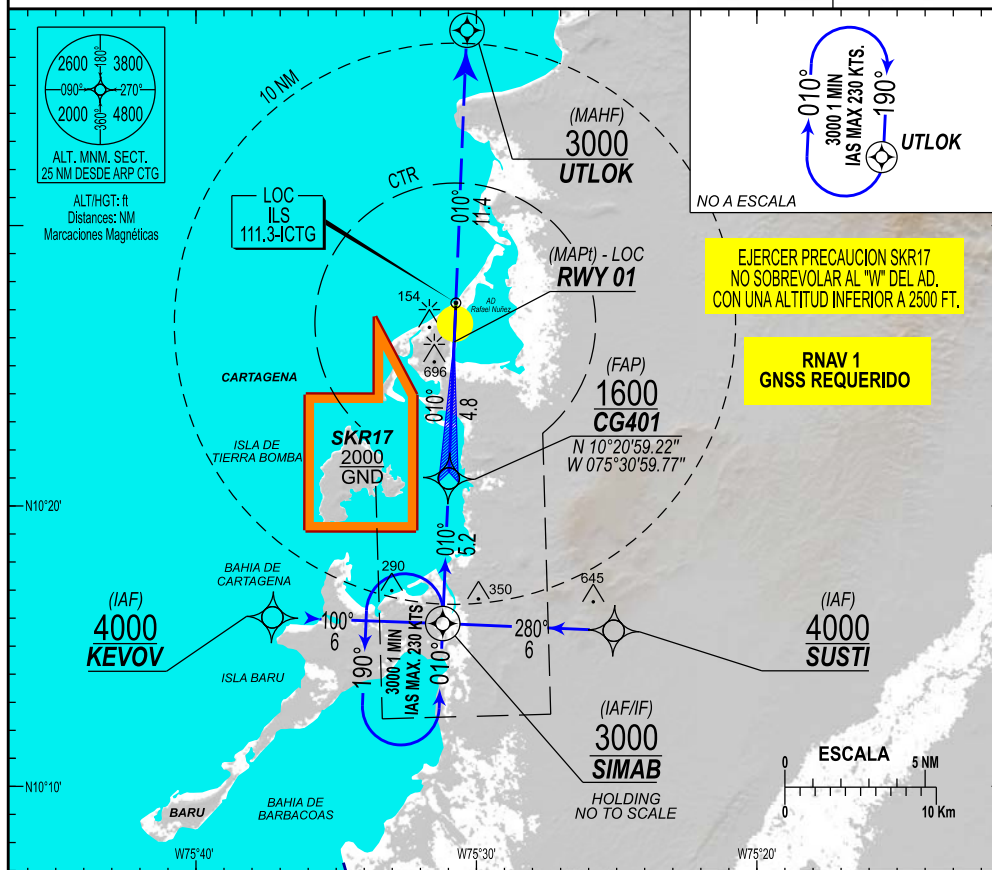 2600
3800
180°
090°
270°
2000
4800
360°
ALT. MNM. SECT.
25 NM DESDE ARP CTG
ALT/HGT: ft
Distances: NM
Marcaciones Magnéticas
10 NM
CTR
LOC
ILS
111.3-ICTG
(MAHF)
3000
UTLOK
010°
11.4
010°
3000 1 MIN
IAS MAX 230 KTS.
190°
UTLOK
NO A ESCALA
(MAPt) - LOC
RWY 01
EJERCER PRECAUCION SKR17
NO SOBREVOLAR AL "W" DEL AD.
CON UNA ALTITUD INFERIOR A 2500 FT.
RNAV 1
GNSS REQUERIDO
154
AD
Rafael Nuñez
696
CARTAGENA
010°
4.8
(FAP)
1600
CG401
N 10°20'59.22"
W 075°30'59.77"
ISLA DE
TIERRA BOMBA
SKR17
2000
GND
N10°20'
010°
5.2
BAHIA DE
CARTAGENA
290
350
645
(IAF)
4000
KEVOV
100°
6
280°
6
(IAF)
4000
SUSTI
190°
3000 1 MIN
IAS MAX. 230 KTS
010°
ISLA BARU
(IAF/IF)
3000
SIMAB
HOLDING
NO TO SCALE
ESCALA
0
5 NM
0
10 Km
N10°10'
BARU
BAHIA DE
BARBACOAS
W75°40'
W75°30'
W75°20'